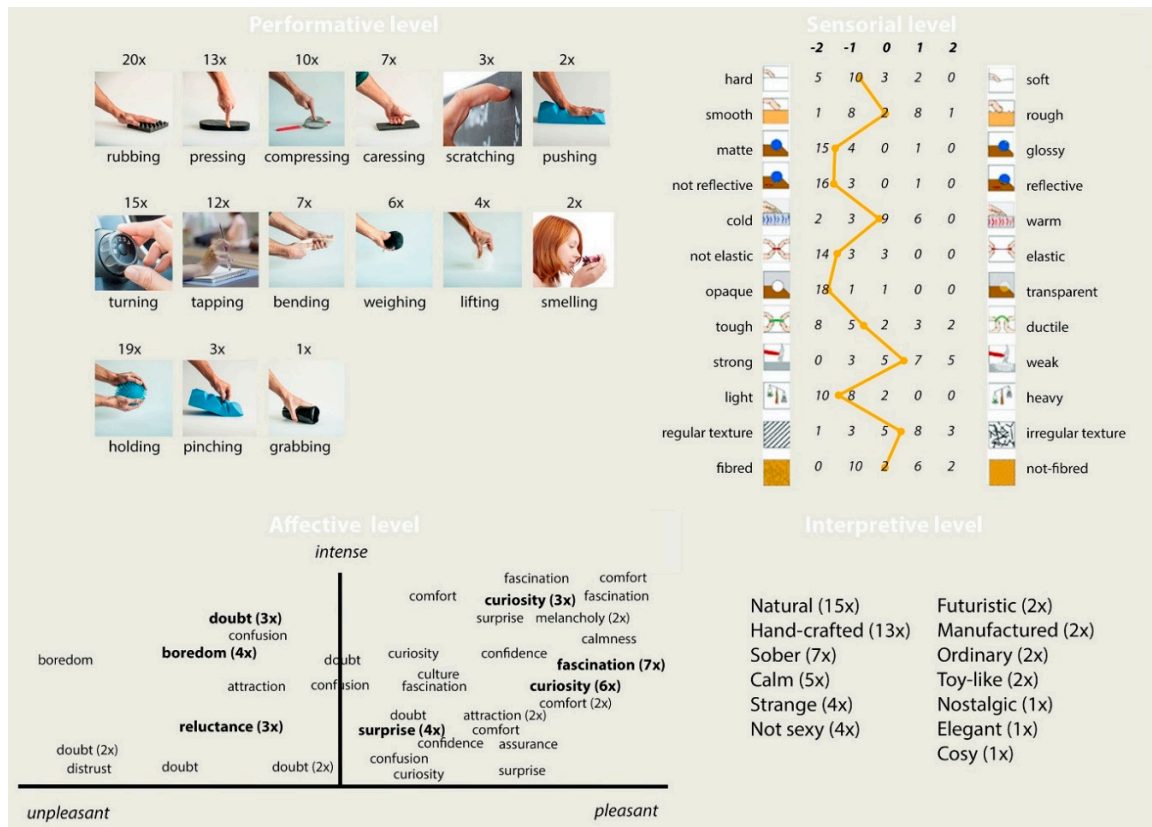 Performative level
20x 13x 10x 7x 3x 2x
rubbing pressing compressing caressing scratching pushing
15x 12x 7x 6x 4x 2x
turning tapping bending weighing lifting smelling
19x 3x 1x
holding pinching grabbing
Sensorial level
-2 -1 0 1 2
hard 5 10 3 2 0 soft
smooth 1 8 2 8 1 rough
matte 15 4 0 1 glossy
not reflective 16 3 0 1 0 reflective
cold 2 3 9 6 0 warm
not elastic 14 3 3 0 0 elastic
opaque 18 1 1 0 0 transparent
tough 8 5 2 3 2 ductile
strong 0 3 5 7 5 weak
light 10 8 2 0 0 heavy
regular texture 1 3 5 8 3 irregular texture
fibred 0 10 2 6 2 not-fibred
Affective level
intense
fascination comfort
comfort curiosity (3x) fascination
doubt (3x) surprise melancholy (2x)
confusion calmness
boredom (4x) curiosity confidence
boredom doubt fascination (7x)
culture
attraction confusion fascination curiosity (6x)
comfort (2x)
doubt attraction (2x)
reluctance (3x) surprise (4x) comfort
confidence assurance
doubt (2x)
confusion
distrust doubt doubt (2x) curiosity surprise
unpleasant pleasant
Interpretive level
Natural (15x) Futuristic (2x)
Hand-crafted (13x) Manufactured (2x)
Sober (7x) Ordinary (2x)
Calm (5x) Toy-like (2x)
Strange (4x) Nostalgic (1x)
Not sexy (4x) Elegant (1x)
Cosy (1x)